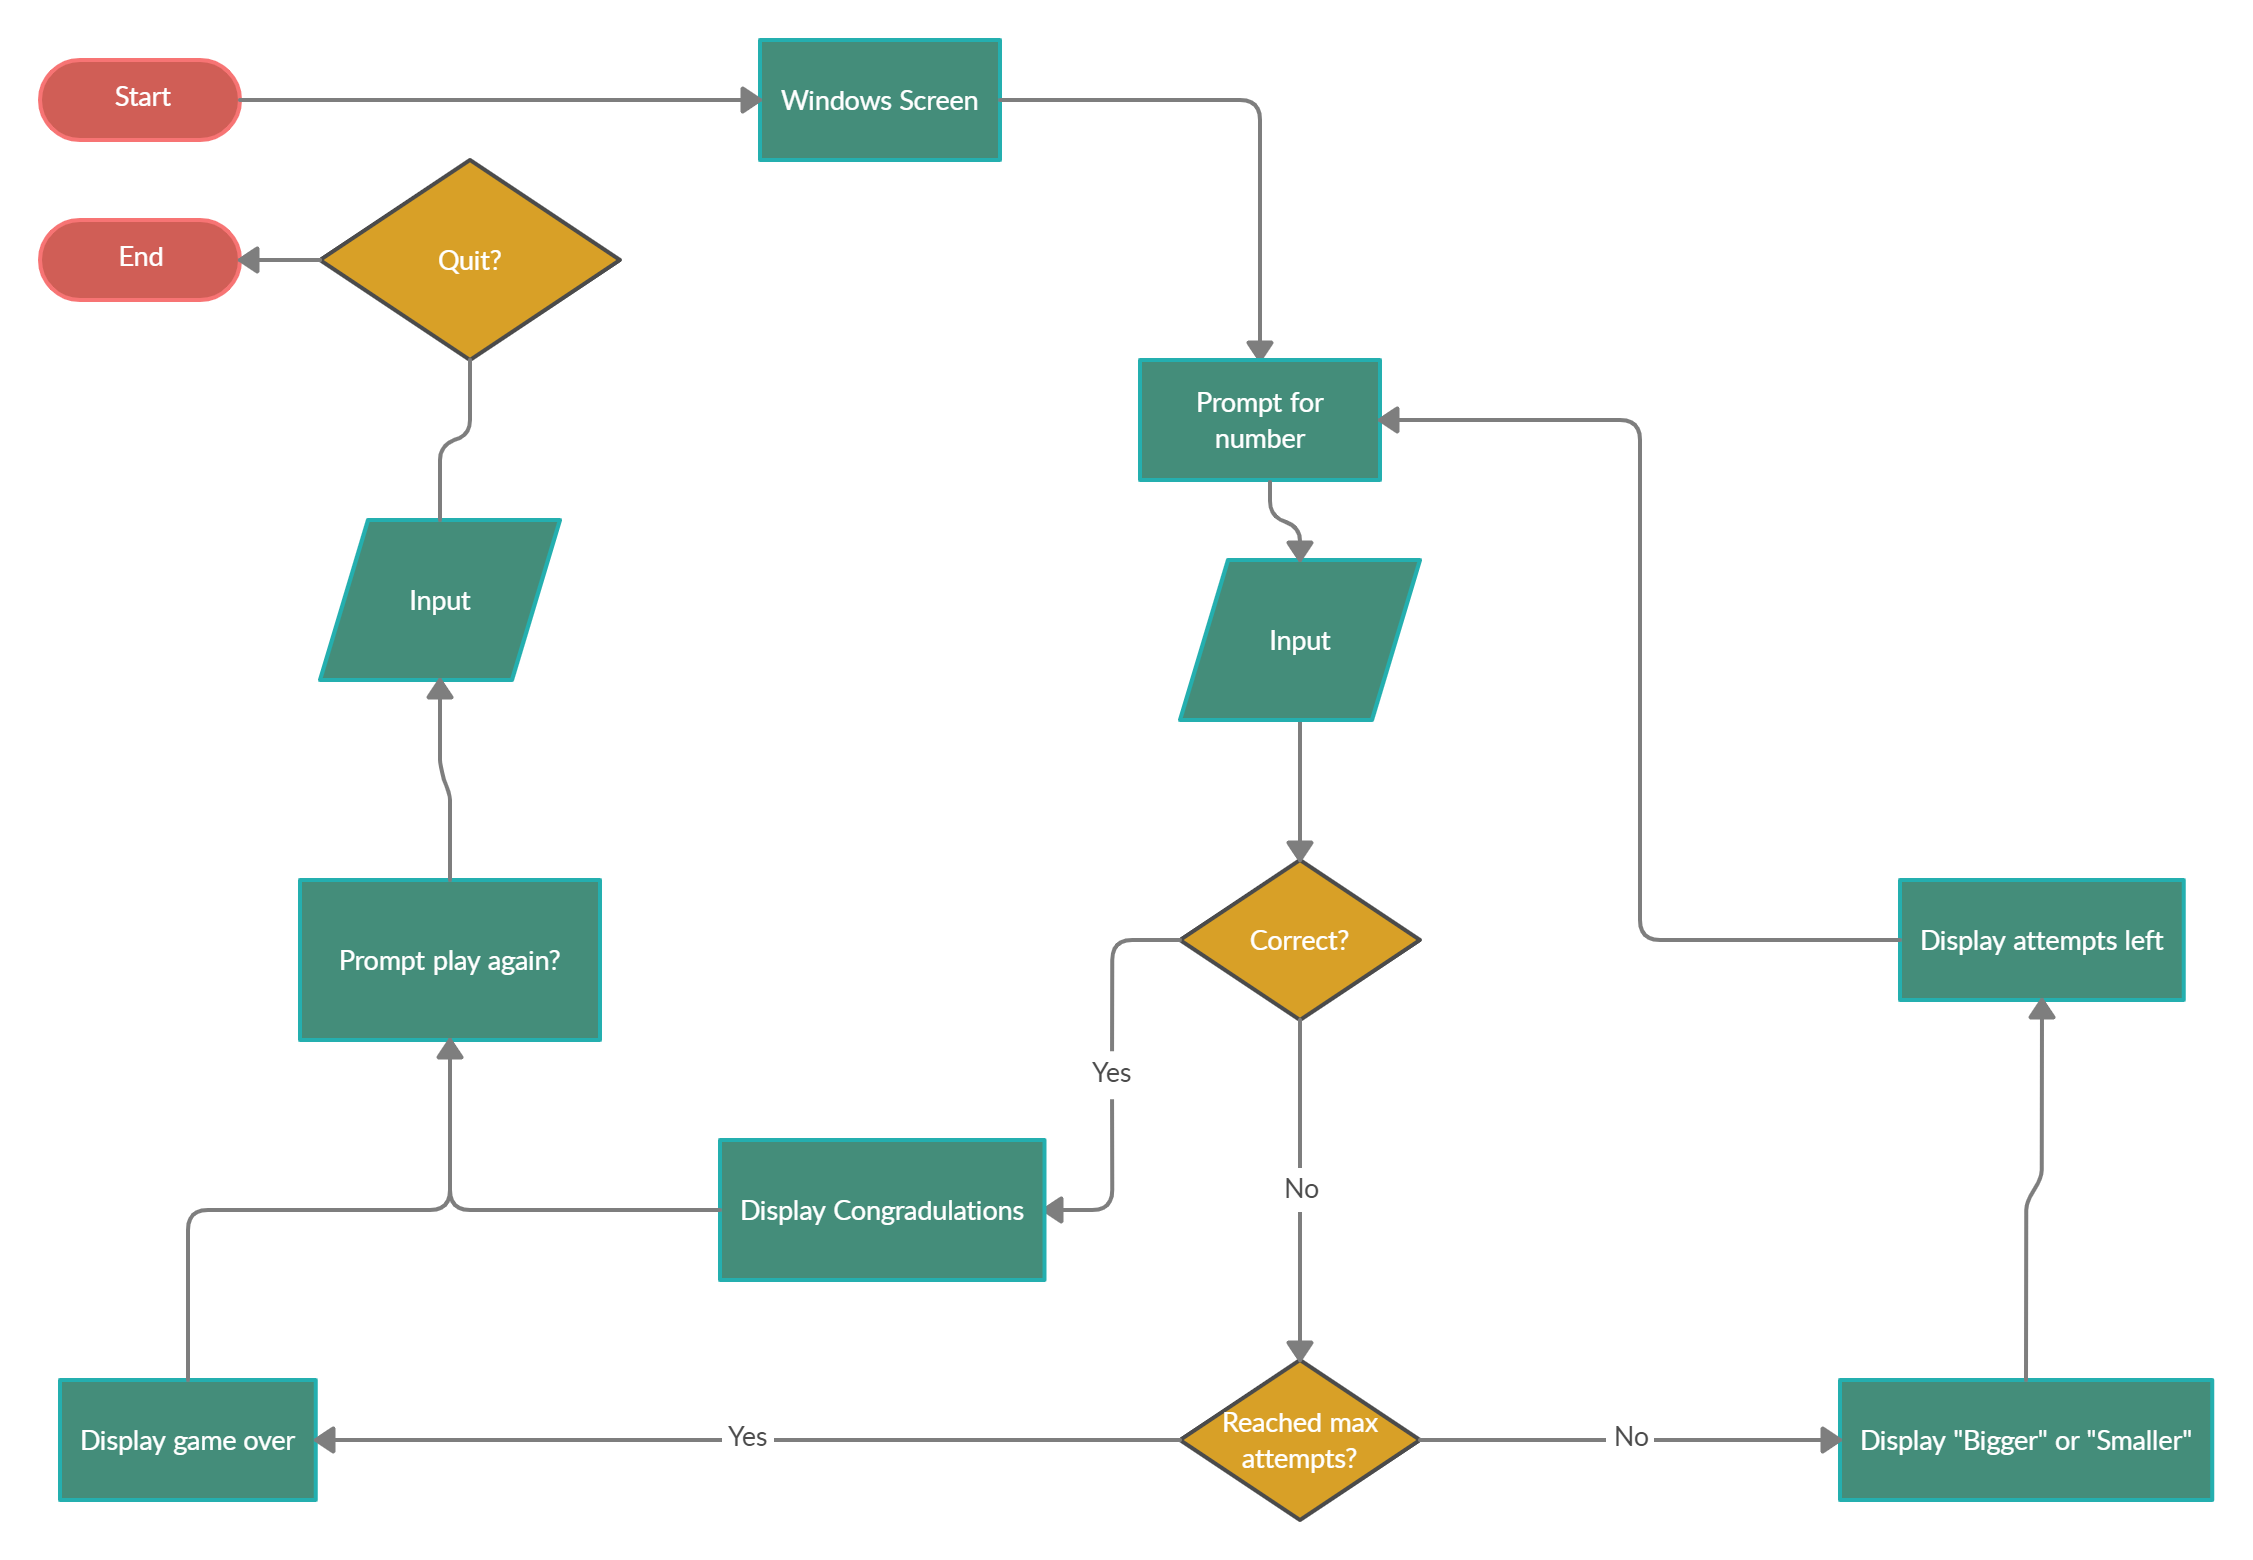 Start
Windows Screen
End
Quit?
Prompt for
number
Input
Input
Correct?
Display attempts left
Prompt play again?
Yes
No
Display Congradulations
Display game over
Yes
Reached max
attempts?
No
Display "Bigger" or "Smaller"